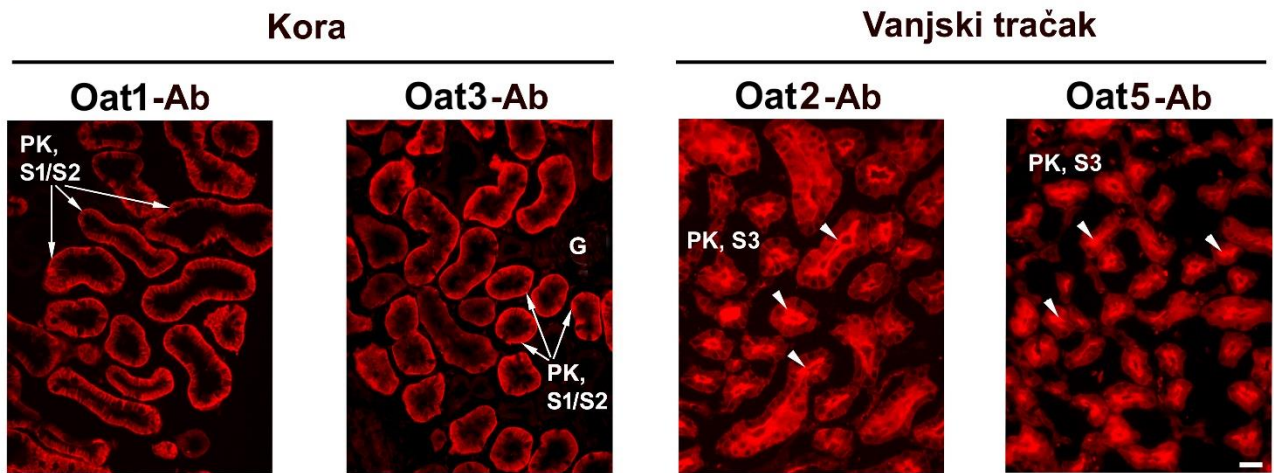 Kora
Vanjski tračak
Oat1-Ab
Oat3-Ab
Oat2-Ab
Oat5-Ab
PK,
S1/S2
G
PK,
S1/S2
PK, S3
PK, S3